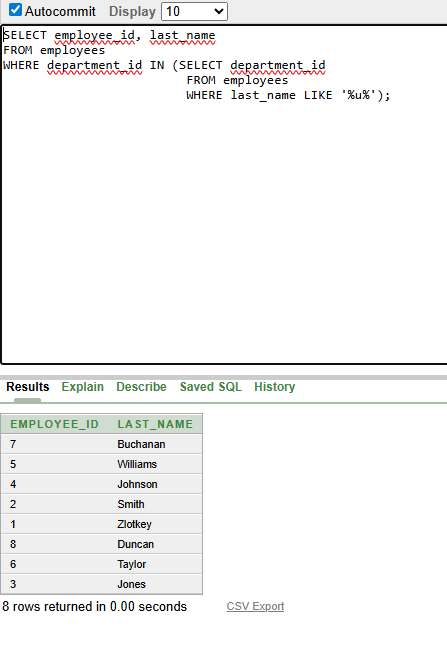 Autocommit Display 10
SELECT employee_id, last_name
FROM employees
WHERE department_id IN (SELECT department_id
FROM employees
WHERE last_name LIKE '%u%');
Results Explain Describe Saved SQL History
EMPLOYEE_ID LAST_NAME
7 Buchanan
5 Williams
4 Johnson
2 Smith
1 Zlotkey
8 Duncan
6 Taylor
3 Jones
8 rows returned in 0.00 seconds CSV Export